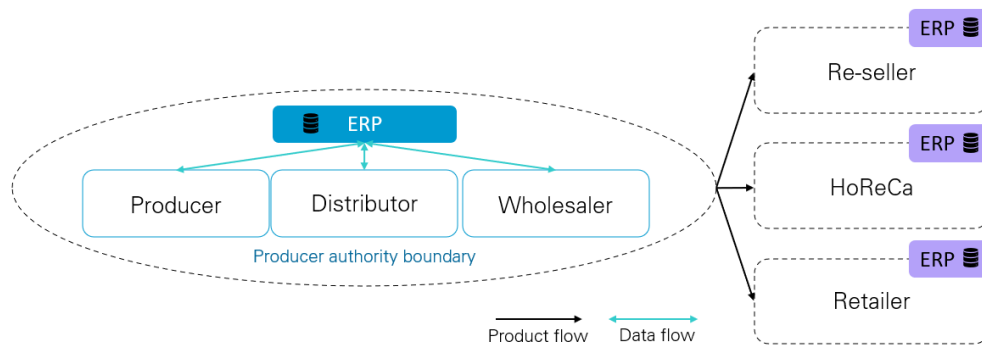 ERP
Producer
Distributor
Wholesaler
Producer authority boundary
ERP
Re-seller
ERP
HoReCa
ERP
Retailer
Product flow
Data flow